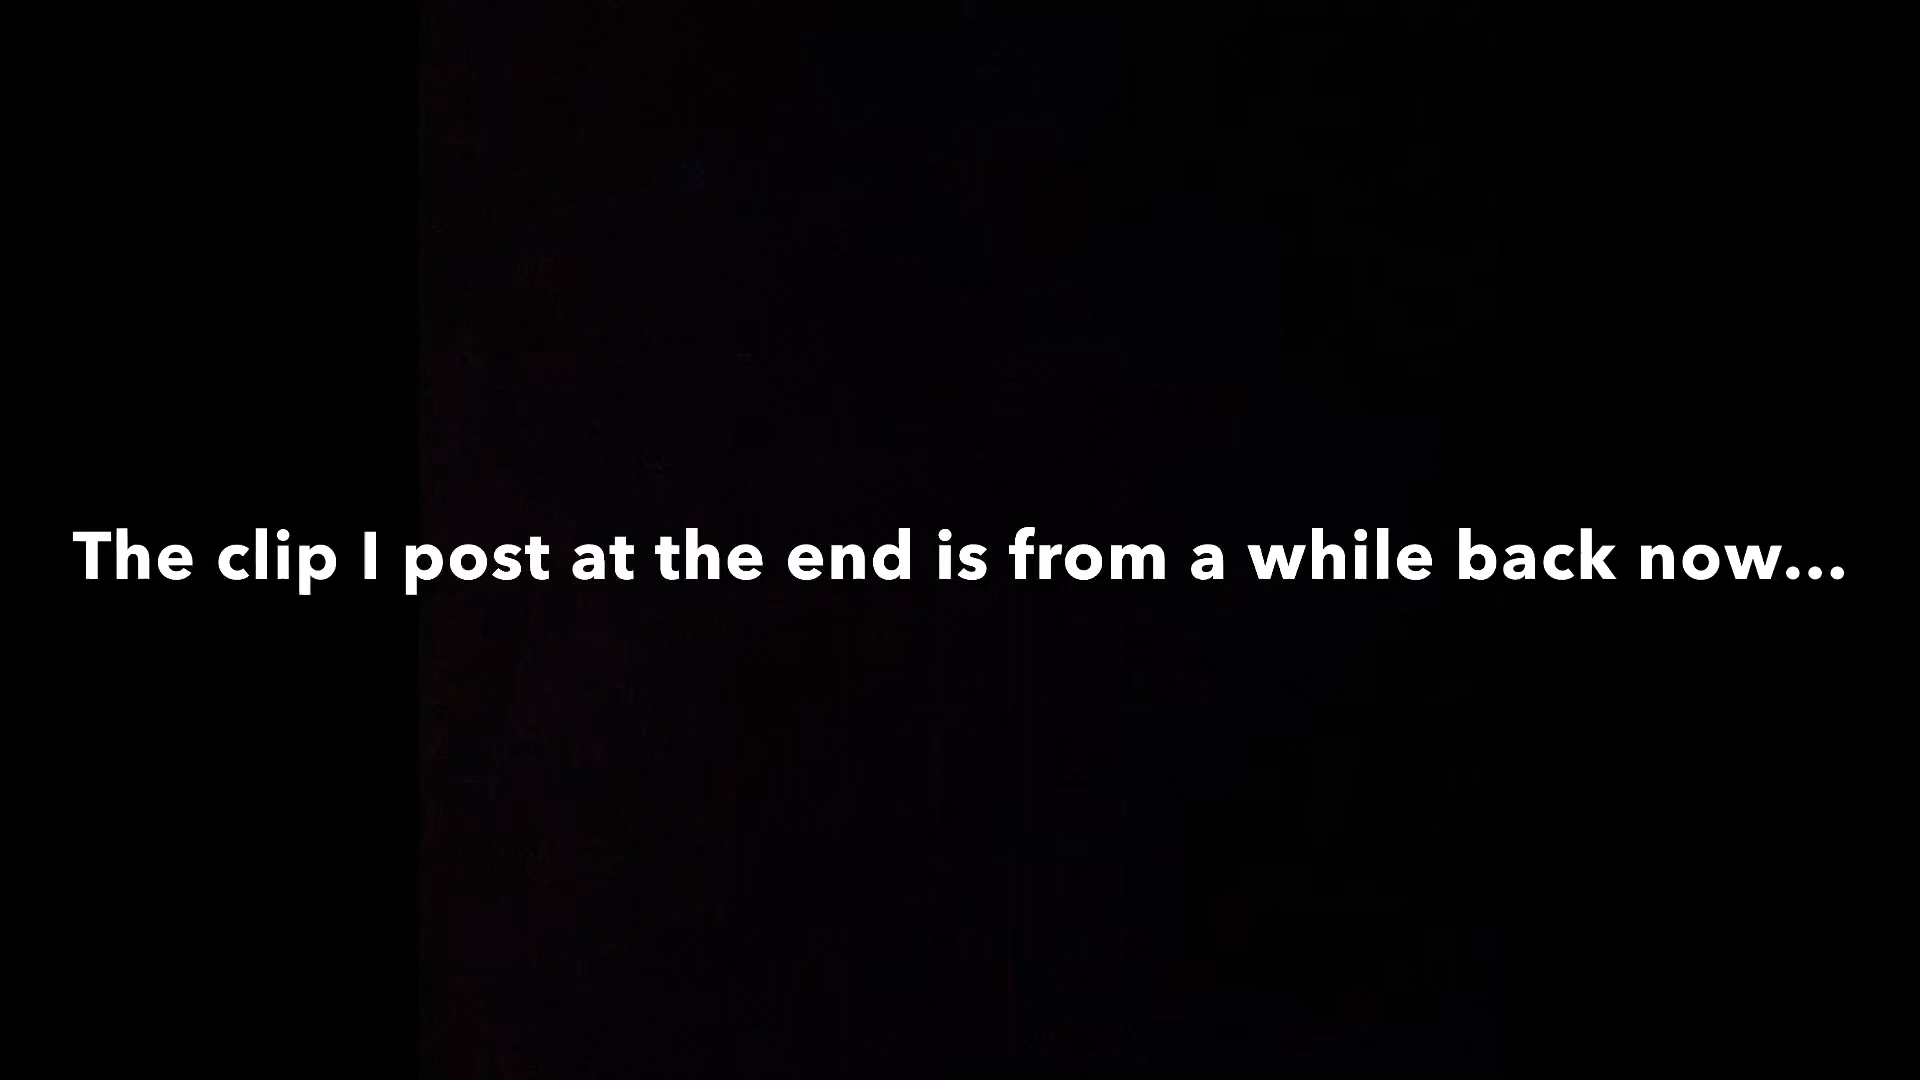 The clip I post at the end is from a while back now...